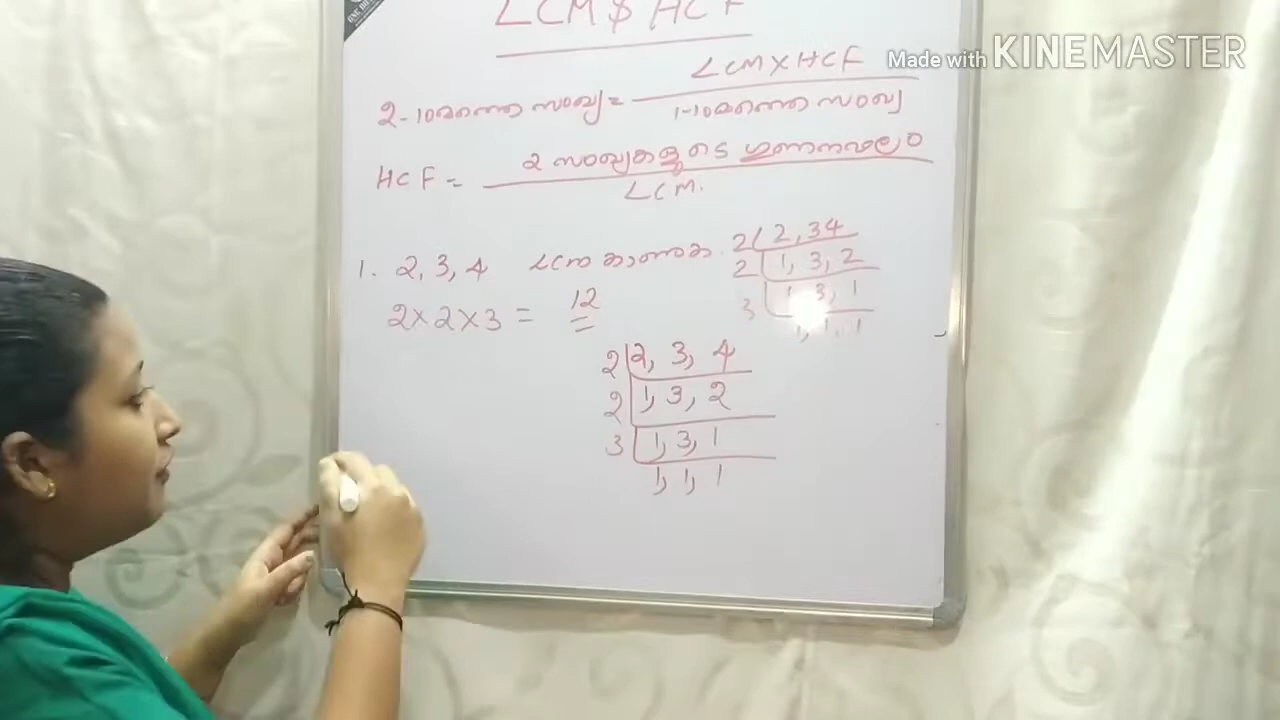 LCM $ HCF
Made with KINEMASTER
2-ാമത്തെ സംഖ്യ = LCM X HCF
1-ാമത്തെ സംഖ്യ
HCF = 2 സംഖ്യകളുടെ ഗുണനഫലം
LCM.
1. 2, 3, 4 LCM കാണുക.
2 × 2 × 3 = 12
2 2, 3 4
2 1, 3, 2
3 1, 3, 1
1, 1, 1
2 2, 3, 4
2 1, 3, 2
3 1, 3, 1
1, 1, 1